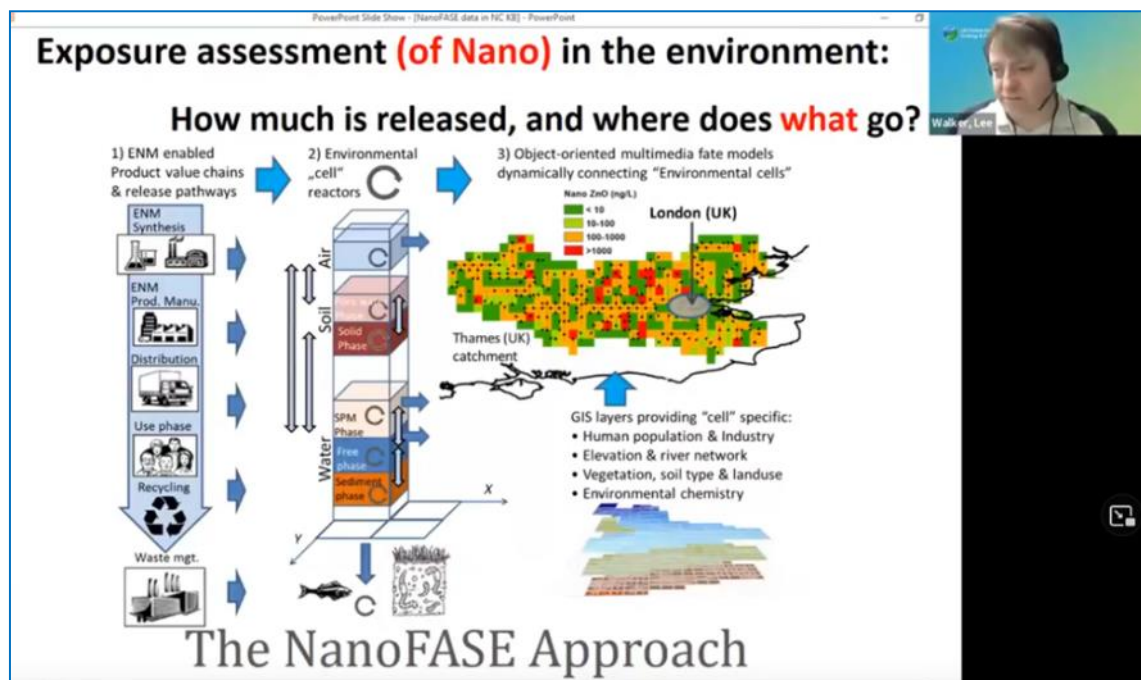 PowerPoint Slide Show - [NanoFASE data in NC KB] - PowerPoint
Exposure assessment (of Nano) in the environment:
How much is released, and where does what go?
Walker, Lee
1) ENM enabled
Product value chains
& release pathways
2) Environmental
„cell"
reactors
3) Object-oriented multimedia fate models
dynamically connecting "Environmental cells"
ENM
Synthesis
ENM
Prod. Manu.
Distribution
Use phase
Recycling
Waste mgt.
Air
Soil
Water
Phase
Solid
Phase
SPM
Phase
Free
phase
Sediment
phase
X
Y
Nano ZnO (ng/L)
< 10
10-100
100-1000
>1000
London (UK)
Thames (UK)
catchment
GIS layers providing "cell" specific:
• Human population & Industry
• Elevation & river network
• Vegetation, soil type & landuse
• Environmental chemistry
The NanoFASE Approach